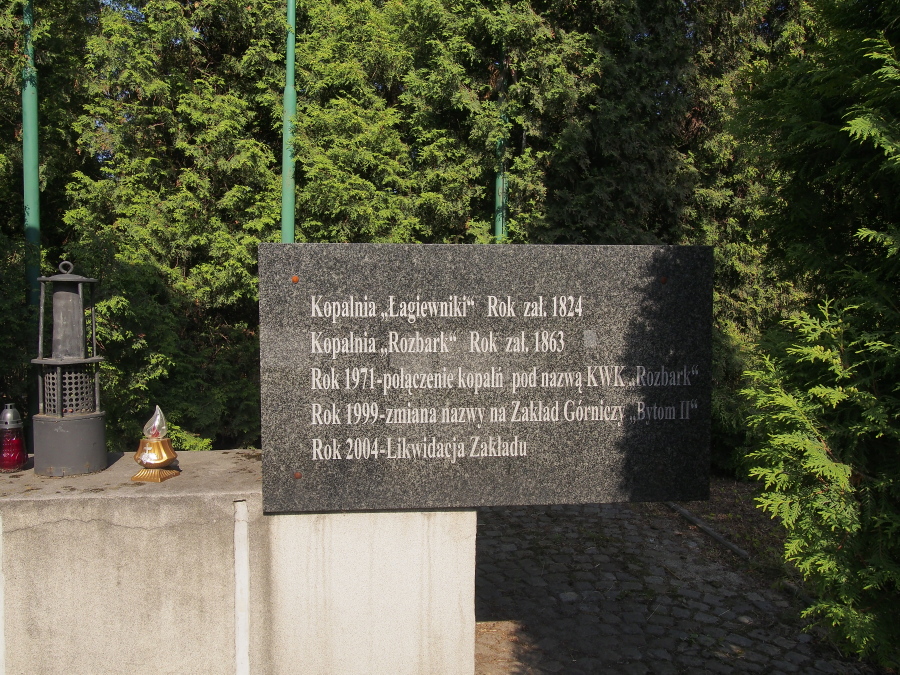 Kopalnia „Łagiewniki“ Rok zał. 1824
Kopalnia „Rozbark“ Rok zał. 1863
Rok 1971-połączenie kopalń pod nazwą KWK „Rozbark“
Rok 1999-zmiana nazwy na Zakład Górniczy „Bytom II“
Rok 2004-Likwidacja Zakładu